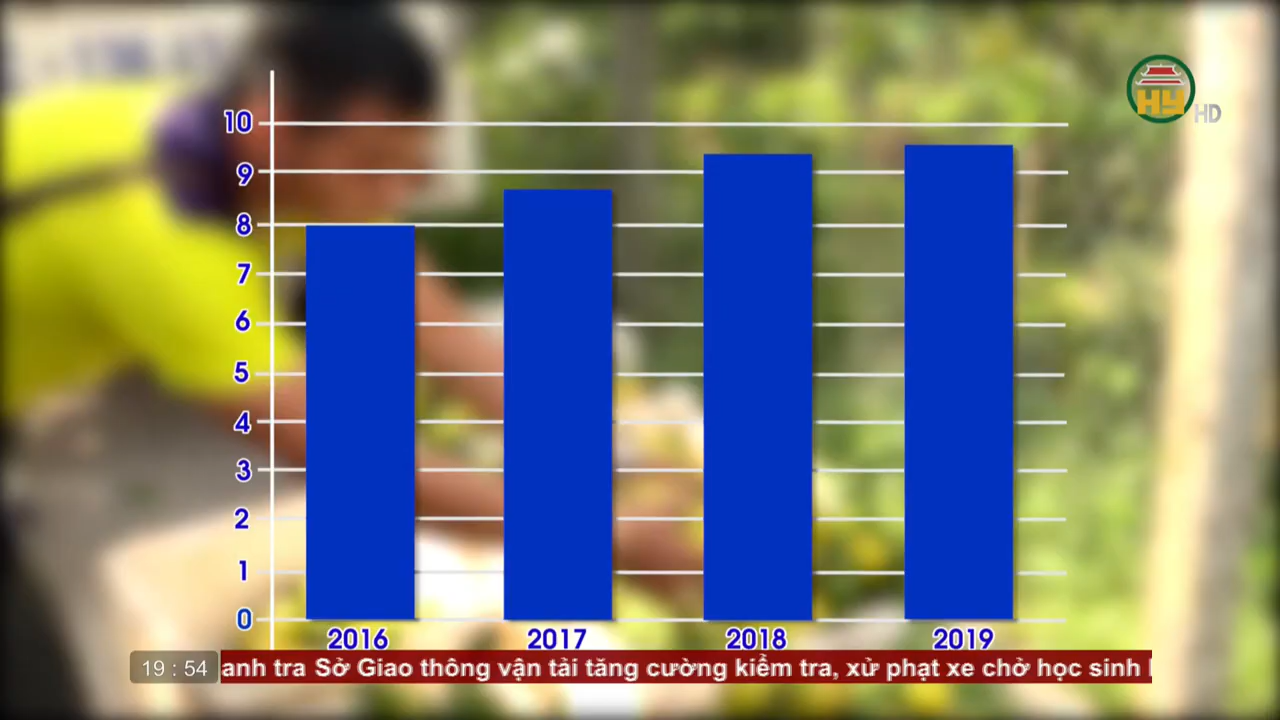 HY
HD
10
9
8
7
6
5
4
3
2
1
0
2016 2017 2018 2019
19 : 54
anh tra Sở Giao thông vận tải tăng cường kiểm tra, xử phạt xe chở học sinh